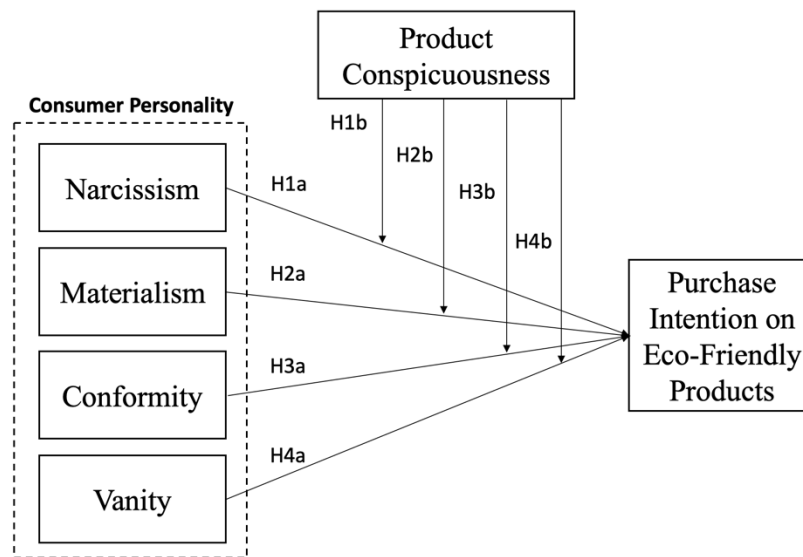 Product
Conspicuousness
Consumer Personality
H1b
H2b
H3b
H4b
Narcissism
H1a
Materialism
H2a
Conformity
H3a
Vanity
H4a
Purchase
Intention on
Eco-Friendly
Products